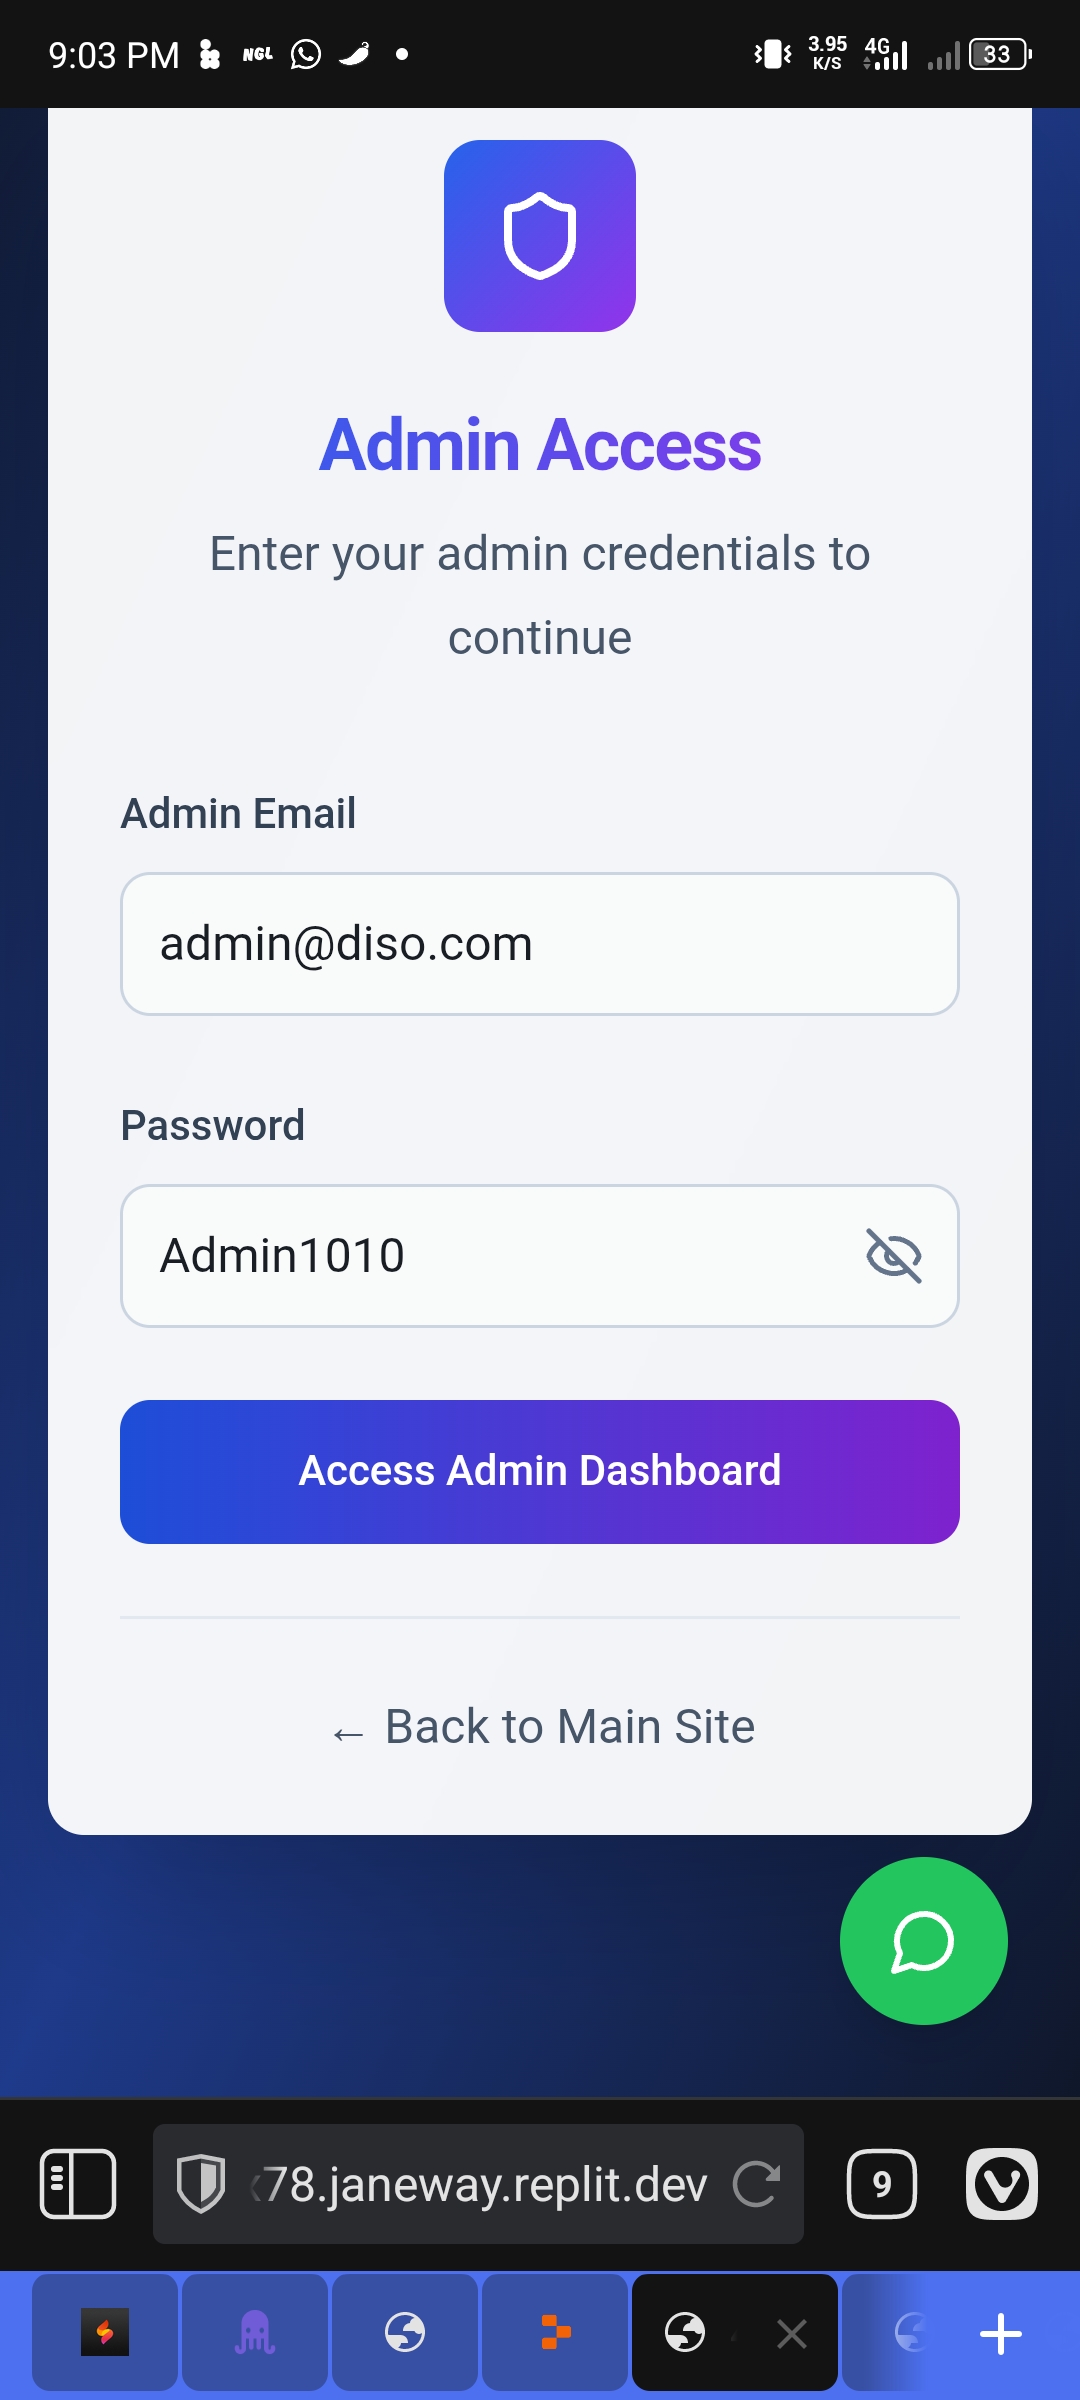 9:03 PM NGL 3.95 K/S 4G 33
Admin Access
Enter your admin credentials to
continue
Admin Email
admin@diso.com
Password
Admin1010
Access Admin Dashboard
← Back to Main Site
78.janeway.replit.dev 9